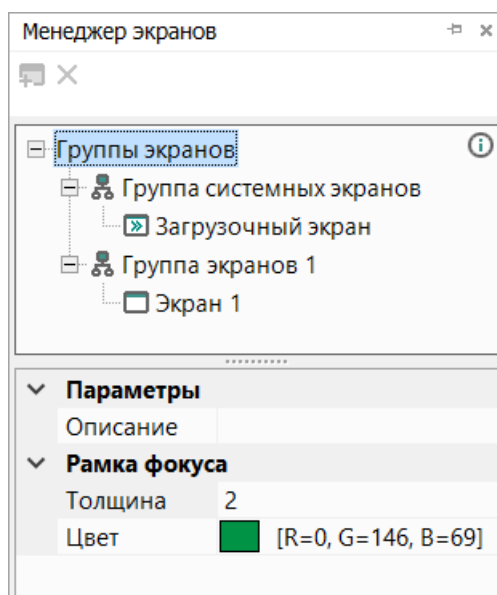 Менеджер экранов
Группы экранов
Группа системных экранов
Загрузочный экран
Группа экранов 1
Экран 1
Параметры
Описание
Рамка фокуса
Толщина 2
Цвет [R=0, G=146, B=69]